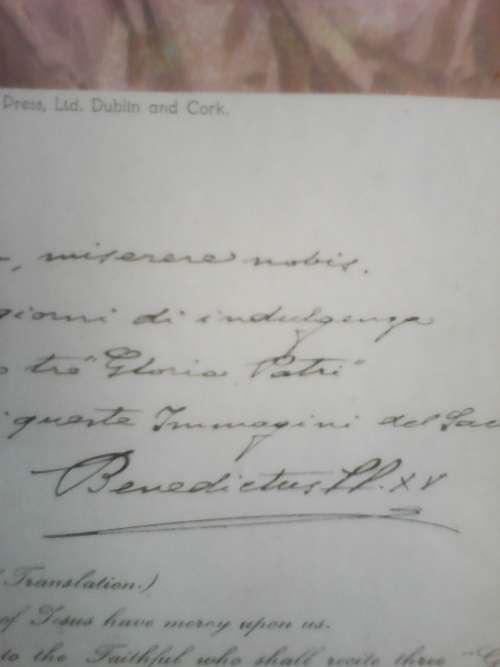 Press, Ltd. Dublin and Cork.
miserere nobis.
giorni di indulgenza
tre "Gloria Patri"
queste Immagini del
Benedictus PP. XV
(Translation.)
of Jesus have mercy upon us.
to the Faithful who shall recite three